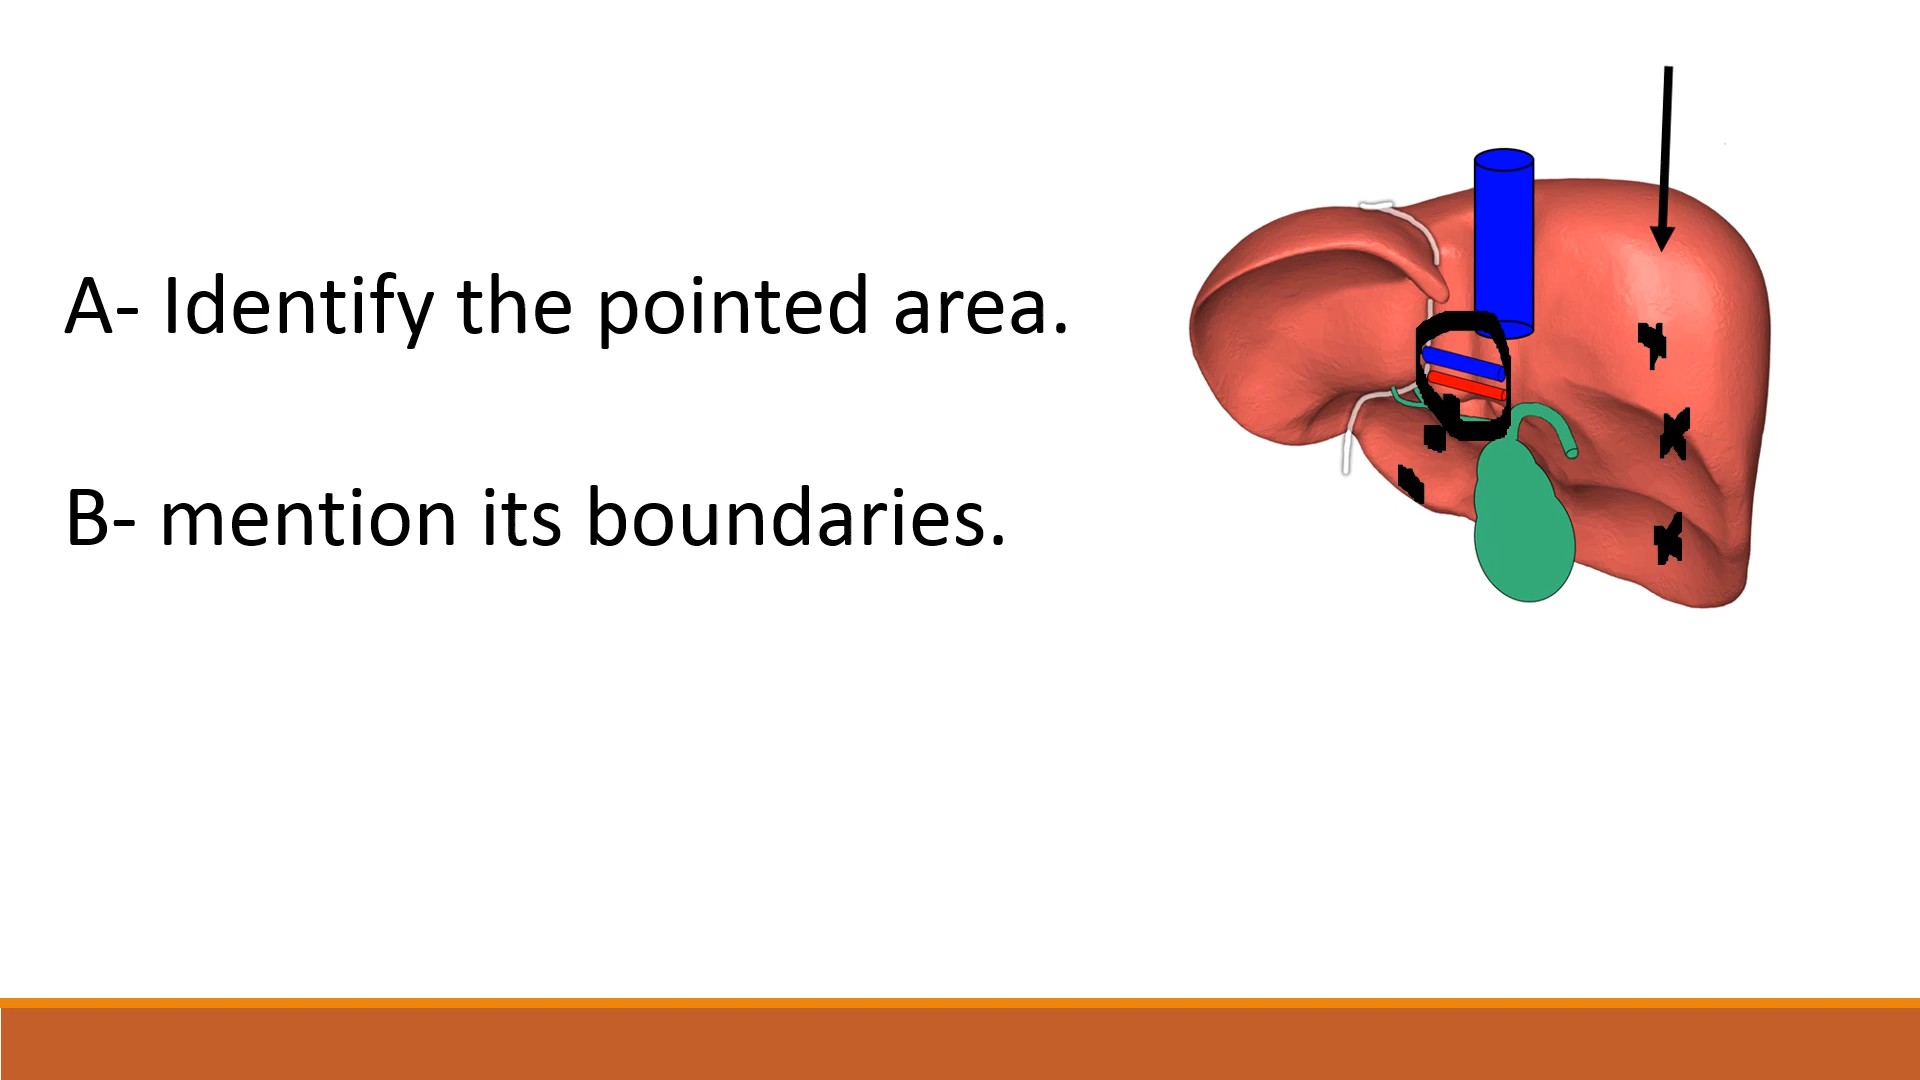 A- Identify the pointed area.
B- mention its boundaries.